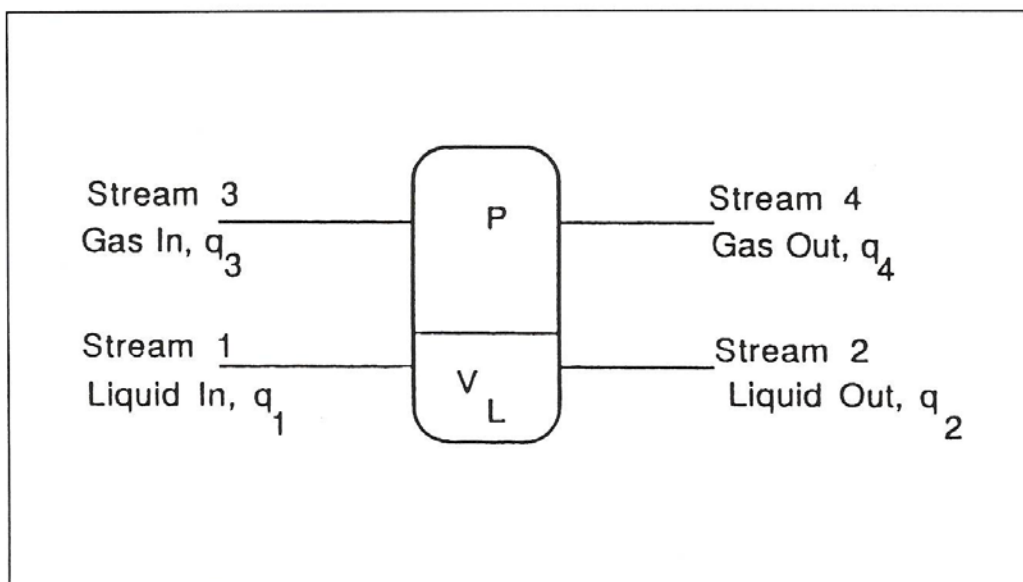 Stream 3
Gas In, q3
P
Stream 4
Gas Out, q4
Stream 1
Liquid In, q1
VL
Stream 2
Liquid Out, q2